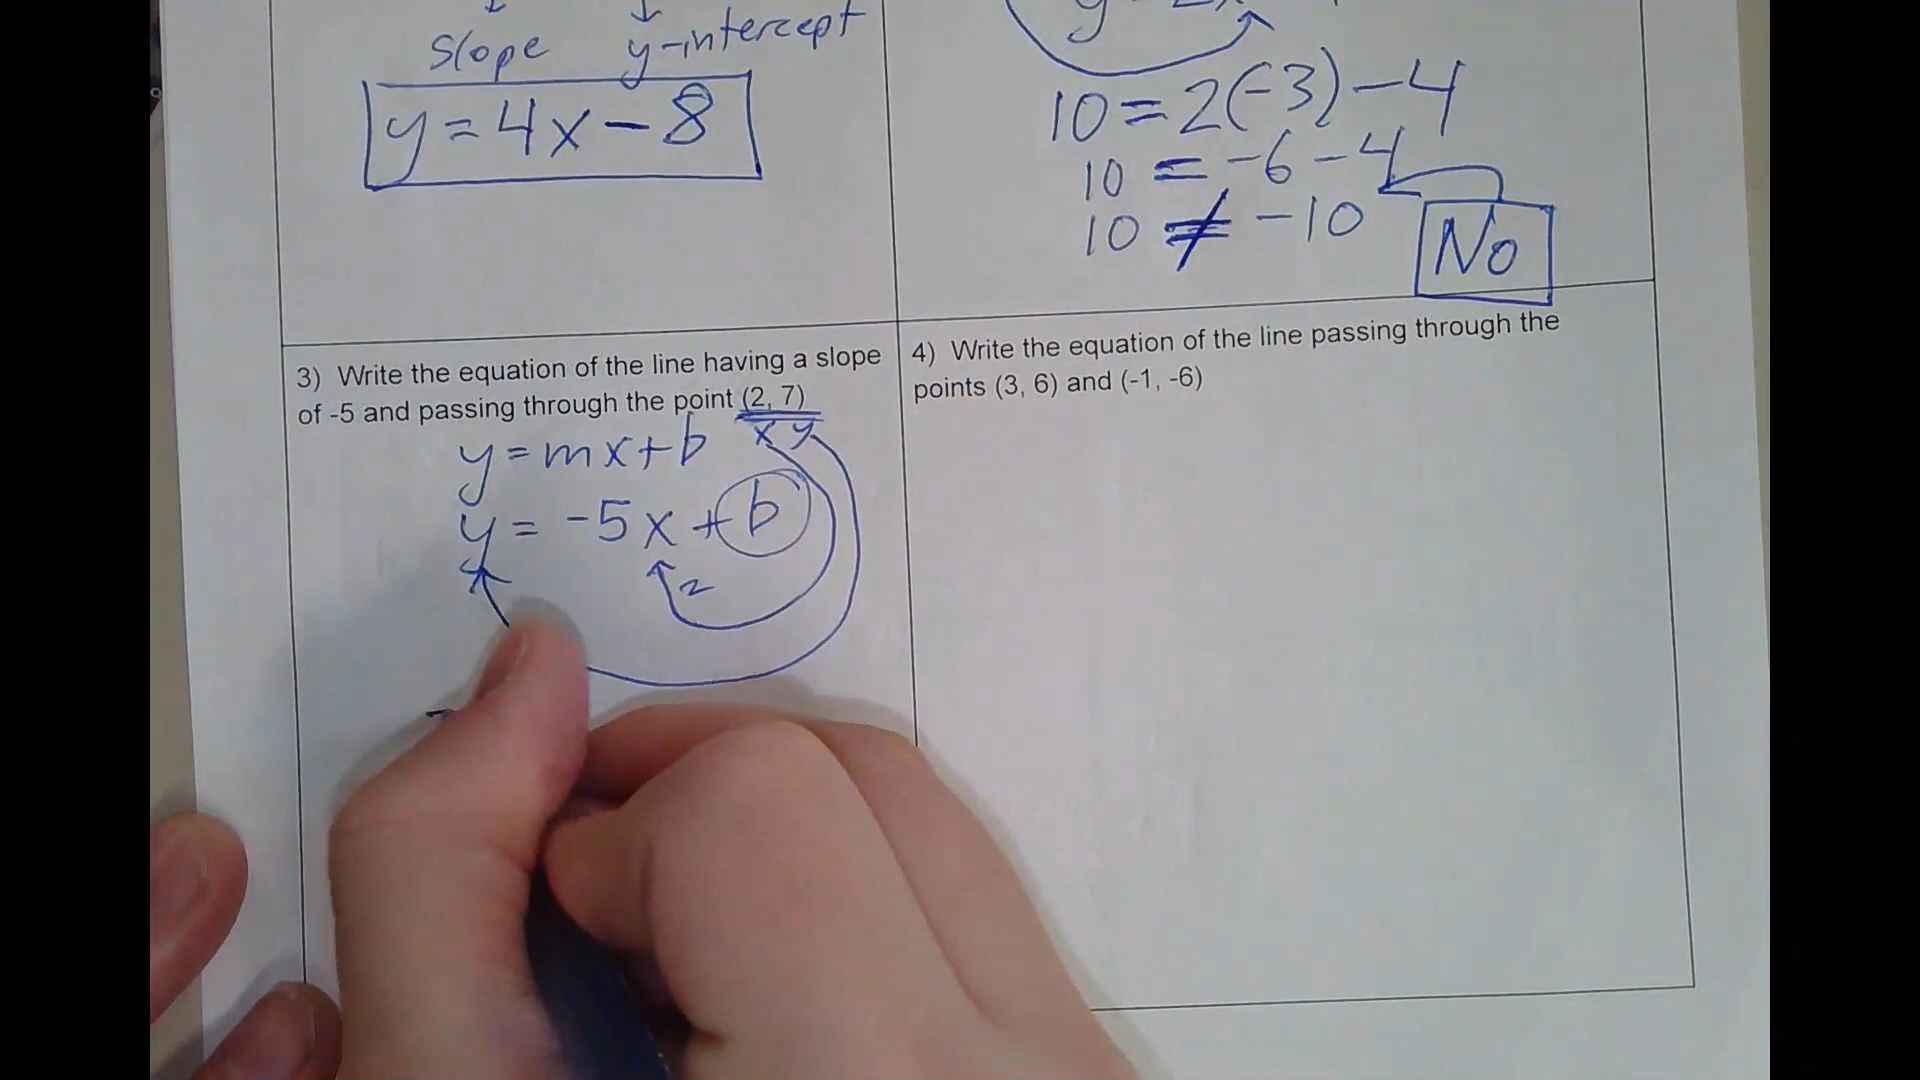 Slope y-intercept
y = 4x - 8
10 = 2(-3) - 4
10 = -6 - 4
10 ≠ -10
No
3) Write the equation of the line having a slope
of -5 and passing through the point (2, 7)
x y
y = mx + b
y = -5x + b
2
4) Write the equation of the line passing through the
points (3, 6) and (-1, -6)